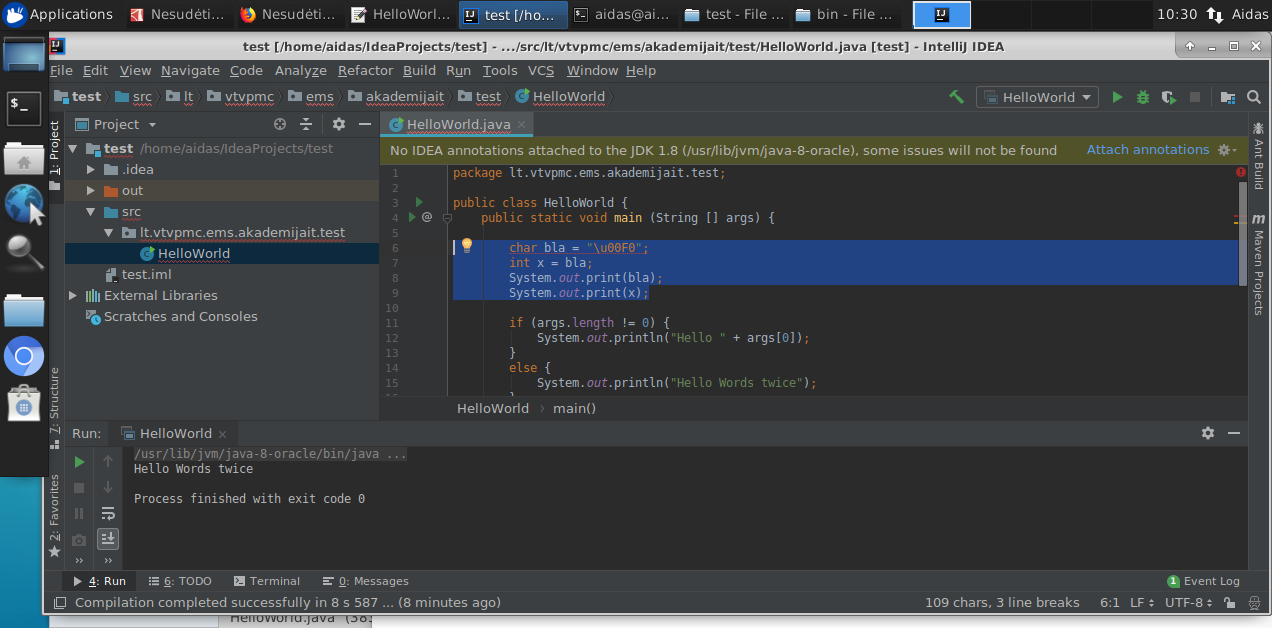 Applications
Nesudėti...
Nesudėti...
HelloWorl...
test [/ho...
aidas@ai...
test - File ...
bin - File ...
10:30
Aidas
test [/home/aidas/IdeaProjects/test] - .../src/lt/vtvpmc/ems/akademijait/test/HelloWorld.java [test] - IntelliJ IDEA
File Edit View Navigate Code Analyze Refactor Build Run Tools VCS Window Help
test src lt vtvpmc ems akademijait test HelloWorld
HelloWorld
1: Project
Project
HelloWorld.java
test /home/aidas/IdeaProjects/test
.idea
out
src
lt.vtvpmc.ems.akademijait.test
HelloWorld
test.iml
External Libraries
Scratches and Consoles
No IDEA annotations attached to the JDK 1.8 (/usr/lib/jvm/java-8-oracle), some issues will not be found
Attach annotations
1 package lt.vtvpmc.ems.akademijait.test;
2
3 public class HelloWorld {
4 @ public static void main (String [] args) {
5
6 char bla = "\u00F0";
7 int x = bla;
8 System.out.print(bla);
9 System.out.print(x);
10
11 if (args.length != 0) {
12 System.out.println("Hello " + args[0]);
13 }
14 else {
15 System.out.println("Hello Words twice");
HelloWorld › main()
Ant Build
m Maven Projects
7: Structure
2: Favorites
Run: HelloWorld
/usr/lib/jvm/java-8-oracle/bin/java ...
Hello Words twice
Process finished with exit code 0
4: Run 6: TODO Terminal 0: Messages
1 Event Log
Compilation completed successfully in 8 s 587 ... (8 minutes ago)
109 chars, 3 line breaks 6:1 LF UTF-8